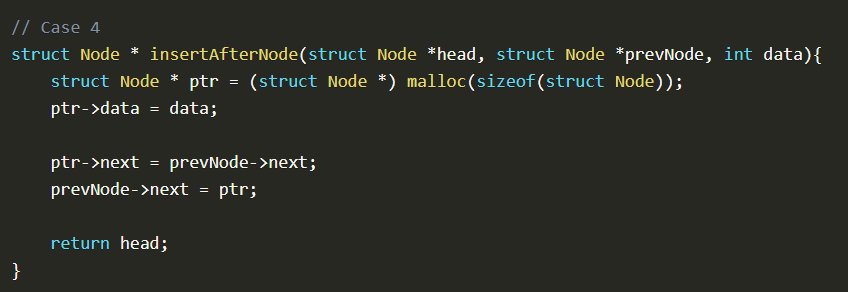 // Case 4
struct Node * insertAfterNode(struct Node *head, struct Node *prevNode, int data){
    struct Node * ptr = (struct Node *) malloc(sizeof(struct Node));
    ptr->data = data;

    ptr->next = prevNode->next;
    prevNode->next = ptr;

    return head;
}